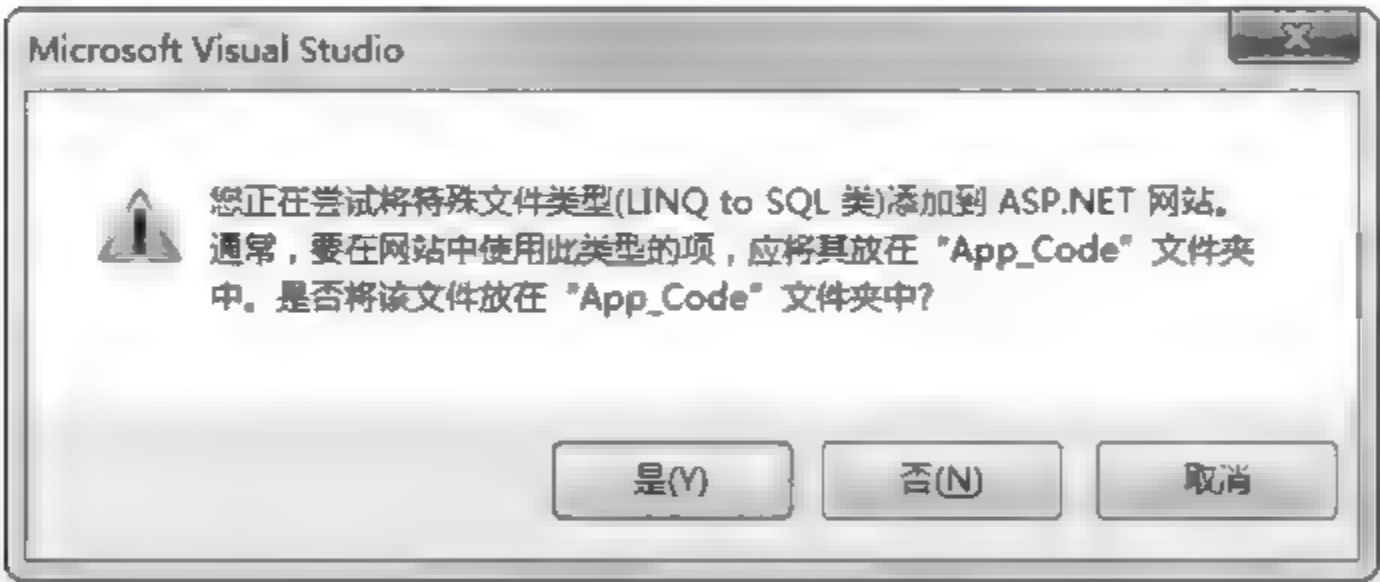 Microsoft Visual Studio
您正在尝试将特殊文件类型(LINQ to SQL 类)添加到 ASP.NET 网站。
通常，要在网站中使用此类型的项，应将其放在 "App_Code" 文件夹
中。是否将该文件放在 "App_Code" 文件夹中?
是(Y)
否(N)
取消